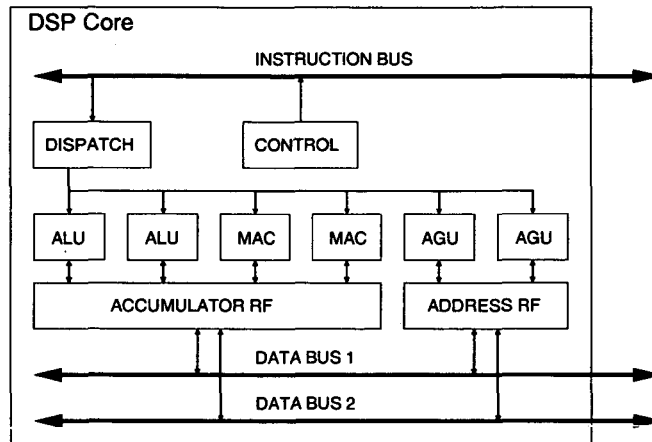 DSP Core
INSTRUCTION BUS
DISPATCH
CONTROL
ALU
ALU
MAC
MAC
AGU
AGU
ACCUMULATOR RF
ADDRESS RF
DATA BUS 1
DATA BUS 2